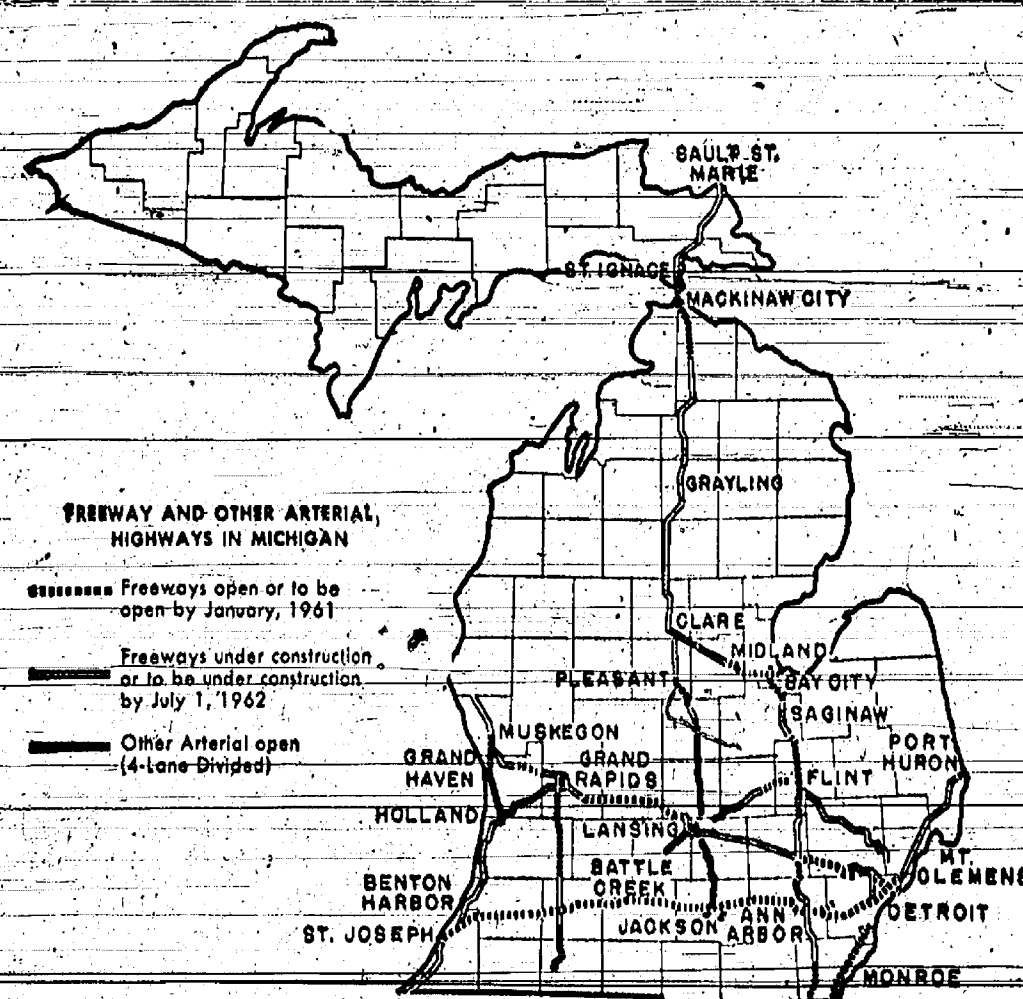 SAULT ST.
MARIE
ST. IGNACE
MACKINAW CITY
GRAYLING
FREEWAY AND OTHER ARTERIAL,
HIGHWAYS IN MICHIGAN
Freeways open or to be
open by January, 1961
Freeways under construction
or to be under construction
by July 1, 1962
Other Arterial open
(4-Lane Divided)
CLARE
MIDLAND
PLEASANT
BAY CITY
SAGINAW
MUSKEGON
GRAND
HAVEN
GRAND
RAPIDS
PORT
HURON
FLINT
HOLLAND
LANSING
BATTLE
CREEK
MT.
CLEMENS
BENTON
HARBOR
DETROIT
JACKSON
ANN
ARBOR
ST. JOSEPH
MONROE